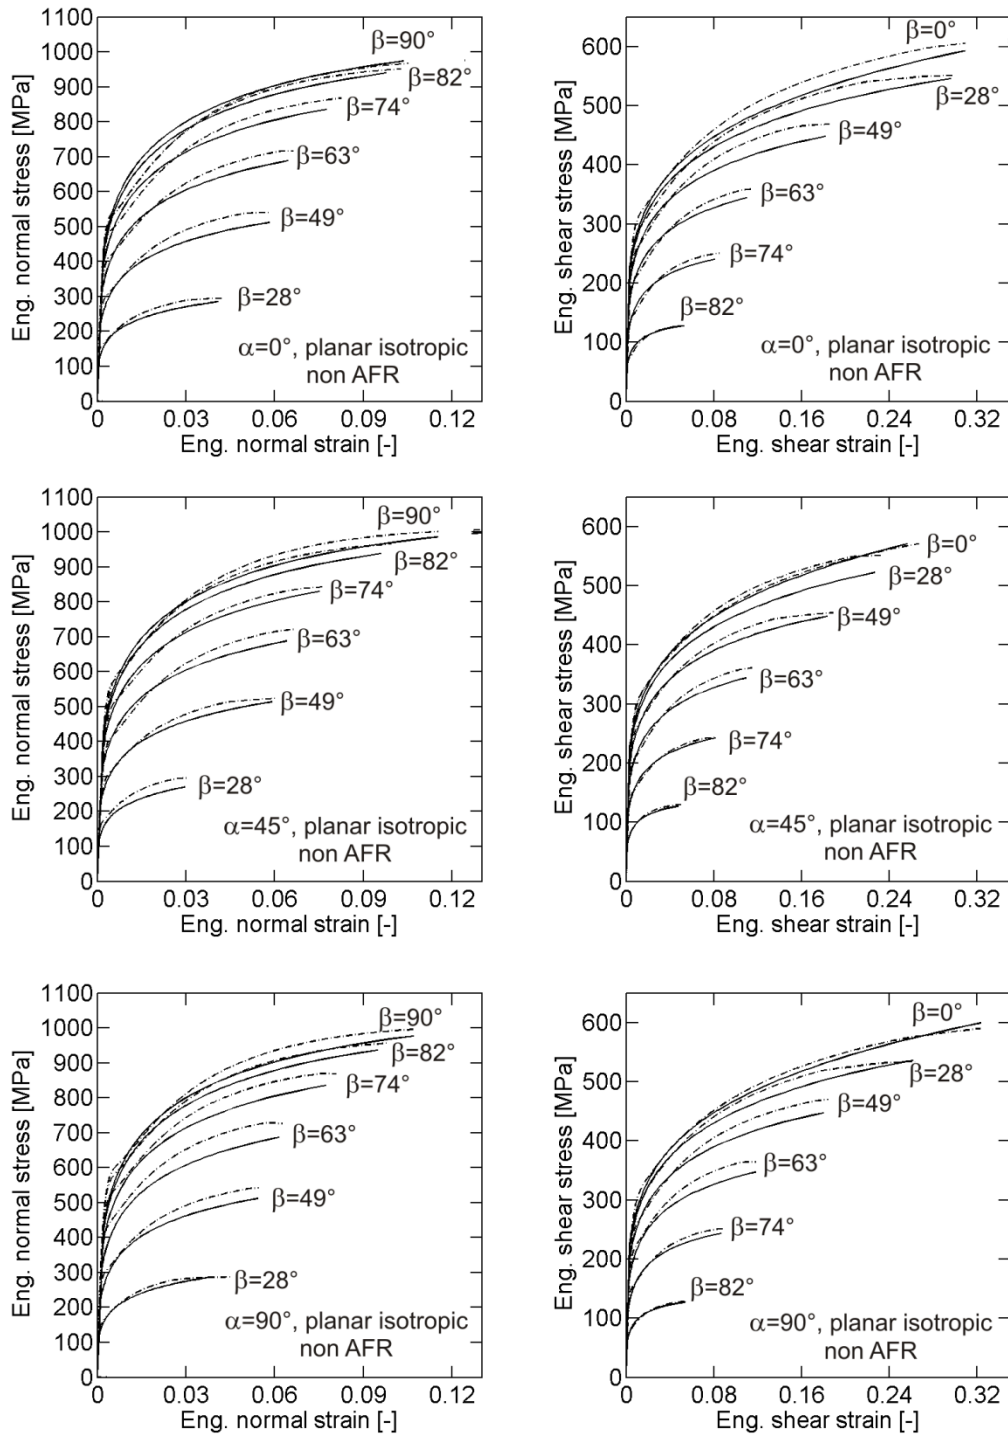 1100
1000
900
800
700
600
500
400
300
200
100
0
Eng. normal stress [MPa]
β=90°
β=82°
β=74°
β=63°
β=49°
β=28°
α=0°, planar isotropic
non AFR
0 0.03 0.06 0.09 0.12
Eng. normal strain [-]
600
500
400
300
200
100
0
Eng. shear stress [MPa]
β=0°
β=28°
β=49°
β=63°
β=74°
β=82°
α=0°, planar isotropic
non AFR
0 0.08 0.16 0.24 0.32
Eng. shear strain [-]
1100
1000
900
800
700
600
500
400
300
200
100
0
Eng. normal stress [MPa]
β=90°
β=82°
β=74°
β=63°
β=49°
β=28°
α=45°, planar isotropic
non AFR
0 0.03 0.06 0.09 0.12
Eng. normal strain [-]
600
500
400
300
200
100
0
Eng. shear stress [MPa]
β=0°
β=28°
β=49°
β=63°
β=74°
β=82°
α=45°, planar isotropic
non AFR
0 0.08 0.16 0.24 0.32
Eng. shear strain [-]
1100
1000
900
800
700
600
500
400
300
200
100
0
Eng. normal stress [MPa]
β=90°
β=82°
β=74°
β=63°
β=49°
β=28°
α=90°, planar isotropic
non AFR
0 0.03 0.06 0.09 0.12
Eng. normal strain [-]
600
500
400
300
200
100
0
Eng. shear stress [MPa]
β=0°
β=28°
β=49°
β=63°
β=74°
β=82°
α=90°, planar isotropic
non AFR
0 0.08 0.16 0.24 0.32
Eng. shear strain [-]